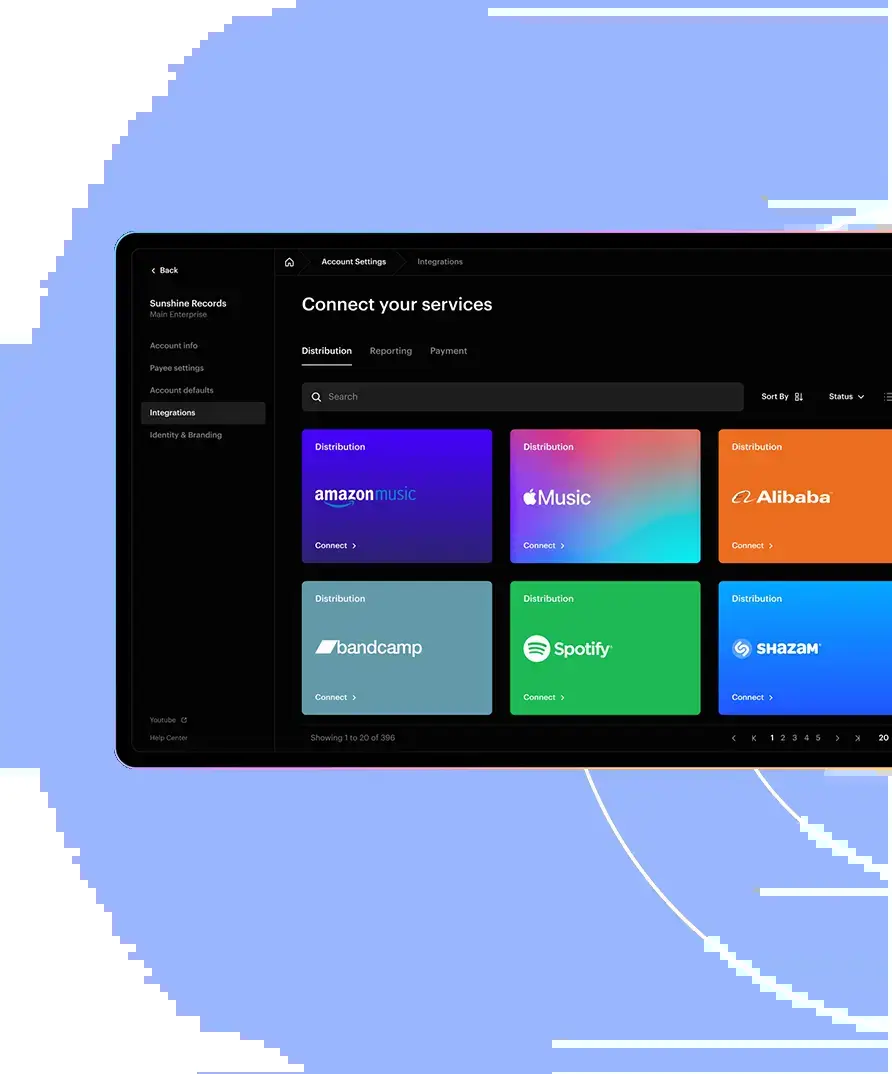 Back
Sunshine Records
Main Enterprise
Account info
Payee settings
Account defaults
Integrations
Identity & Branding
Youtube
Help Center
Account Settings
Integrations
Connect your services
Distribution Reporting Payment
Search
Sort By
Status
Distribution
amazon music
Connect
Distribution
Music
Connect
Distribution
Alibaba
Connect
Distribution
bandcamp
Connect
Distribution
Spotify
Connect
Distribution
SHAZAM
Connect
Showing 1 to 20 of 396
1 2 3 4 5
20